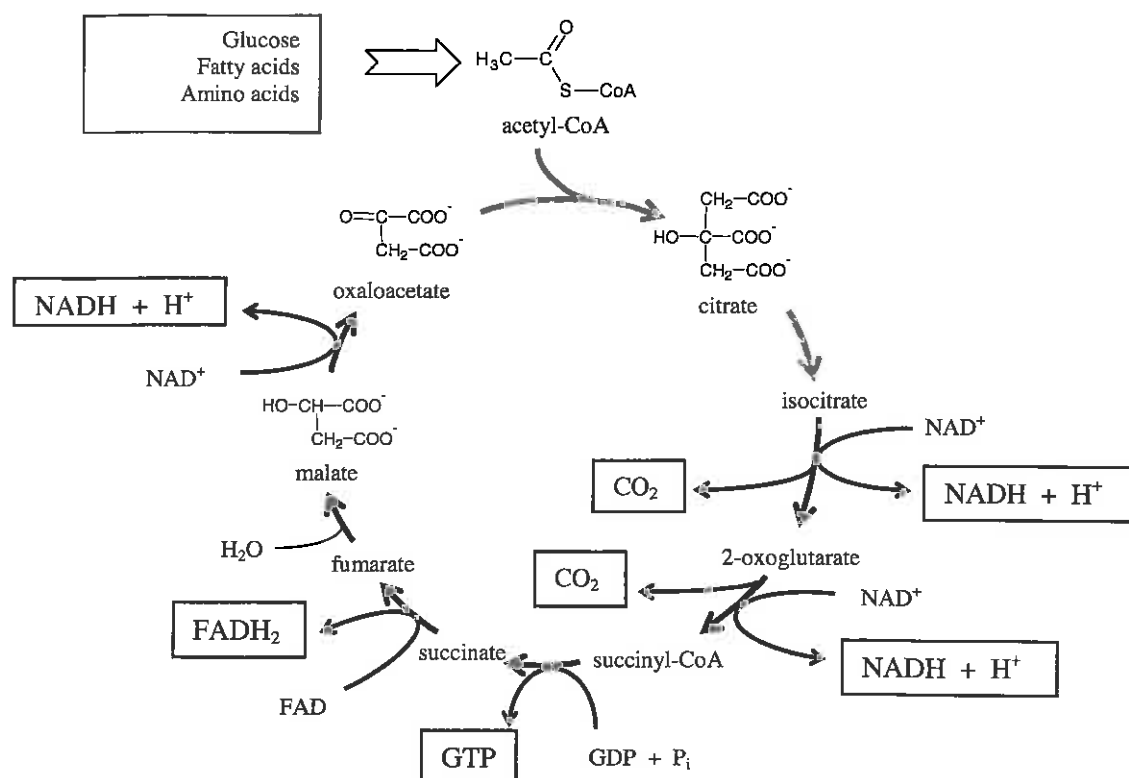 Glucose
Fatty acids
Amino acids
H₃C—C
O
S—CoA
acetyl-CoA
O=C—COO⁻
CH₂—COO⁻
oxaloacetate
CH₂—COO⁻
HO—C—COO⁻
CH₂—COO⁻
citrate
NADH + H⁺
NAD⁺
HO—CH—COO⁻
CH₂—COO⁻
malate
isocitrate
NAD⁺
CO₂
NADH + H⁺
H₂O
fumarate
2-oxoglutarate
CO₂
NAD⁺
FADH₂
succinate
succinyl-CoA
NADH + H⁺
FAD
GTP
GDP + Pᵢ